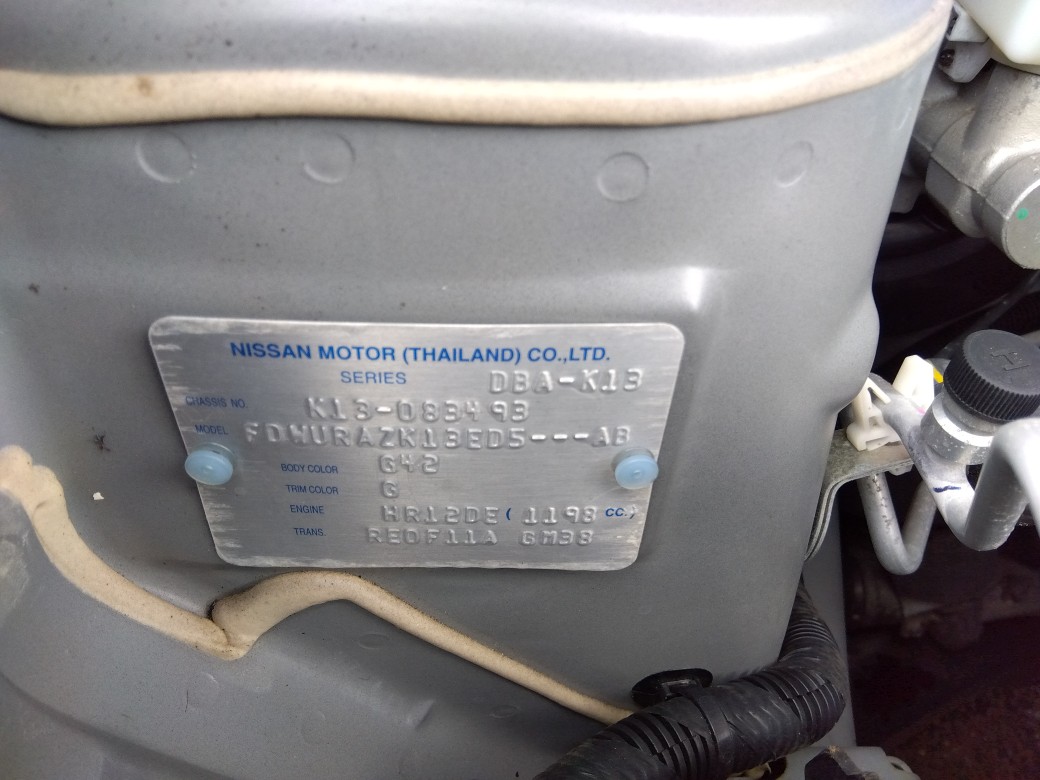 NISSAN MOTOR (THAILAND) CO.,LTD.
SERIES DBA-K13
CHASSIS NO. K13-083493
MODEL FDWURAZK13ED5---AB
BODY COLOR G42
TRIM COLOR G
ENGINE HR12DE ( 1198 CC.)
TRANS. RE0F11A GM38